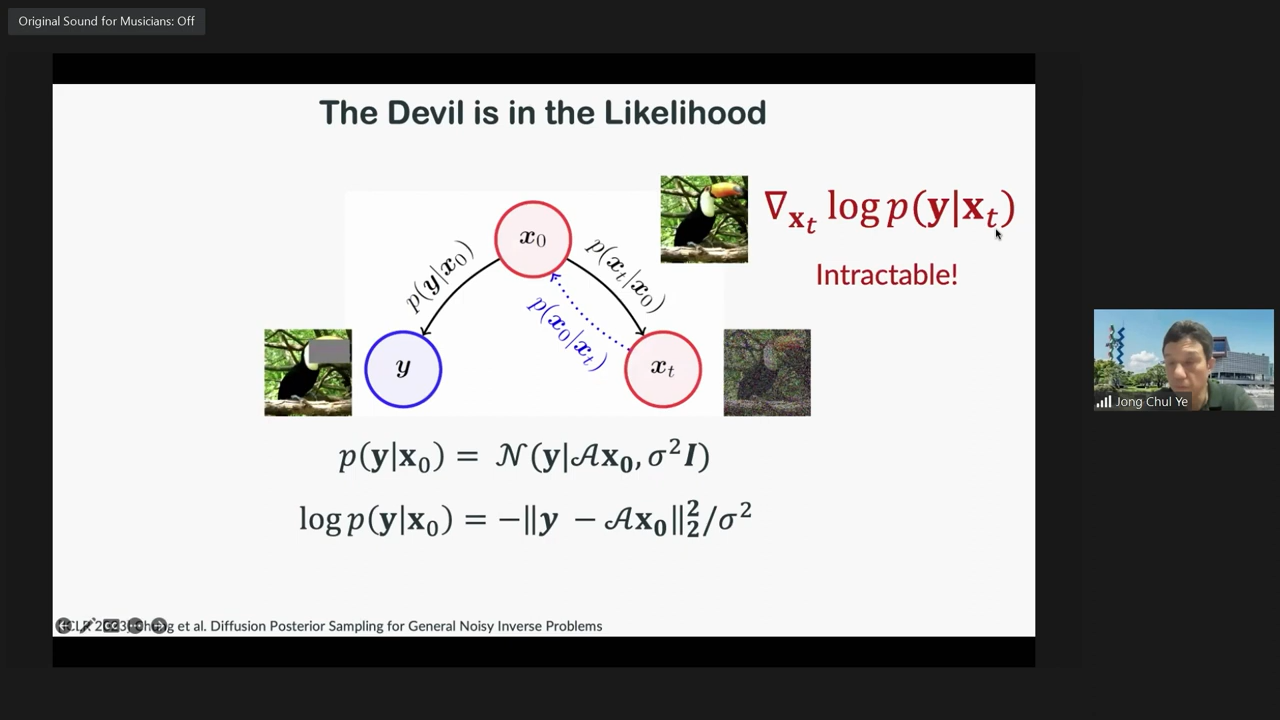 Original Sound for Musicians: Off
The Devil is in the Likelihood
∇_{𝐱_t} log p(𝐲|𝐱_t)
Intractable!
x_0
p(y|x_0)
p(x_t|x_0)
p(x_0|x_t)
y
x_t
p(𝐲|𝐱_0) = 𝒩(𝐲|𝒜𝐱_𝟎, σ²𝑰)
log p(𝐲|𝐱_0) = −‖𝒚 − 𝒜𝐱_𝟎‖₂²/σ²
Jong Chul Ye
ICLR 2023, Chung et al. Diffusion Posterior Sampling for General Noisy Inverse Problems